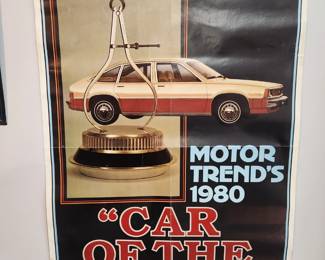 MOTOR
TREND'S
1980
"CAR
OF THE